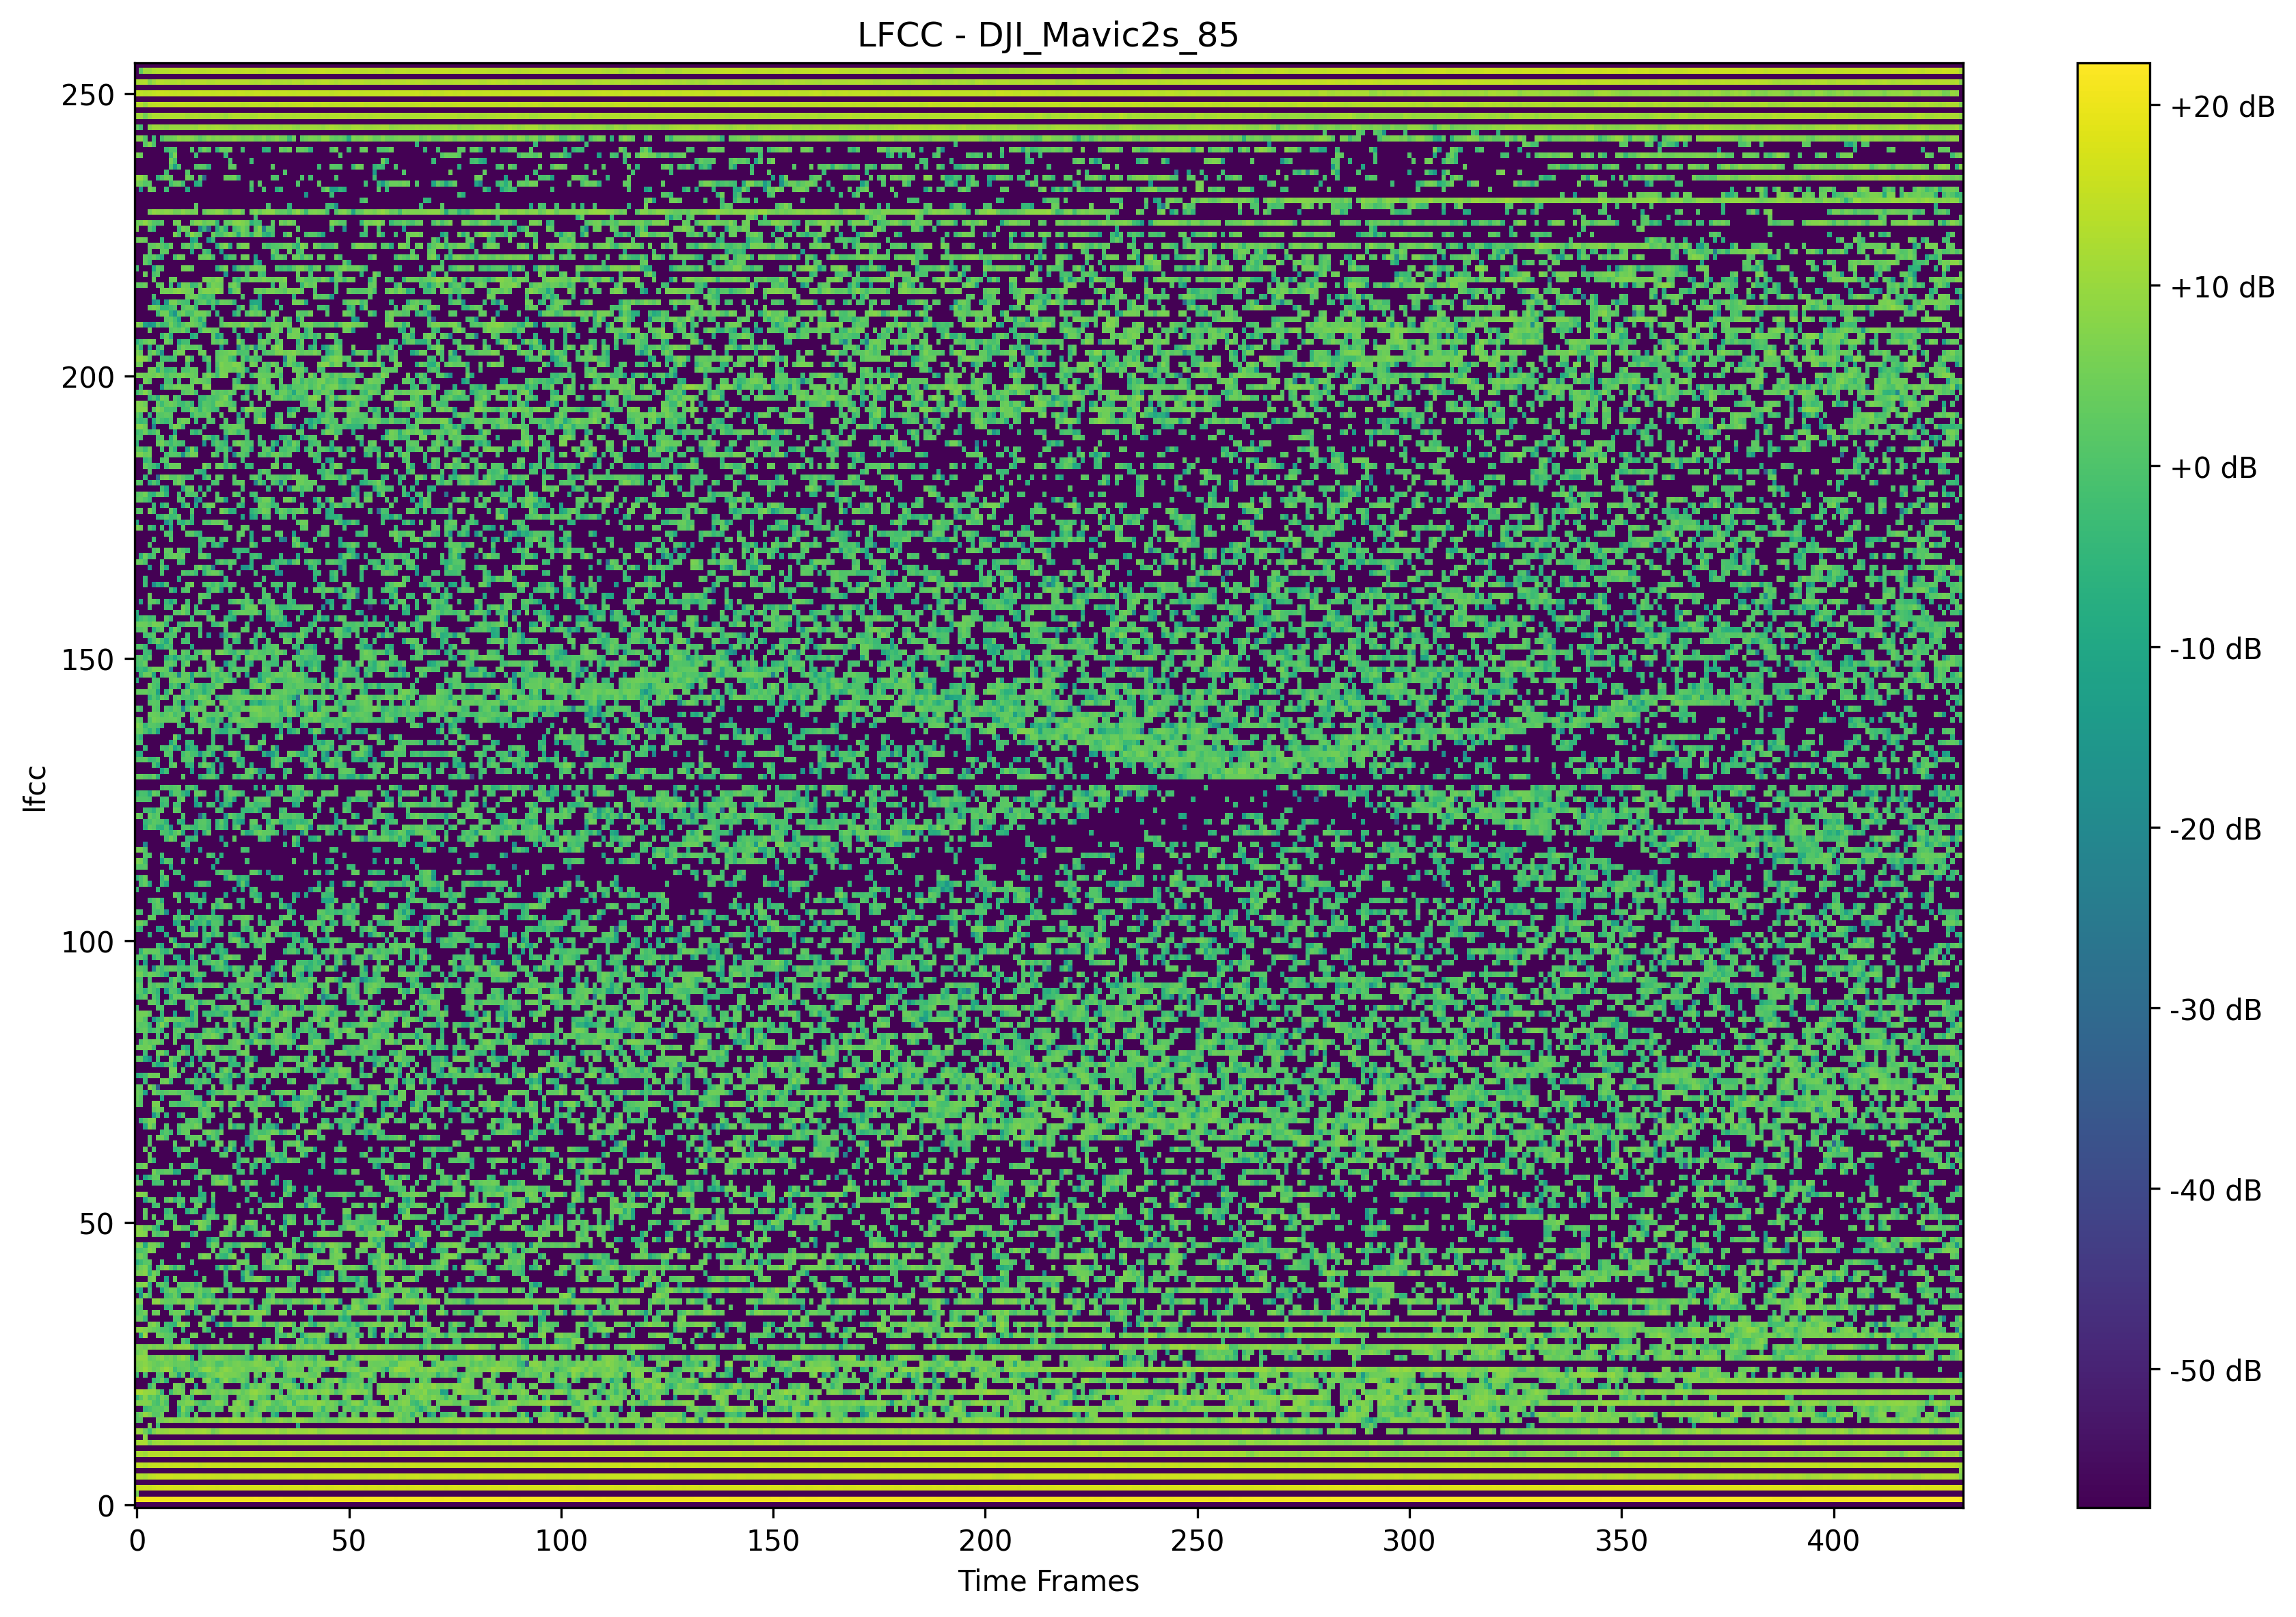 LFCC - DJI_Mavic2s_85
lfcc
250
200
150
100
50
0
0 50 100 150 200 250 300 350 400
Time Frames
+20 dB
+10 dB
+0 dB
-10 dB
-20 dB
-30 dB
-40 dB
-50 dB